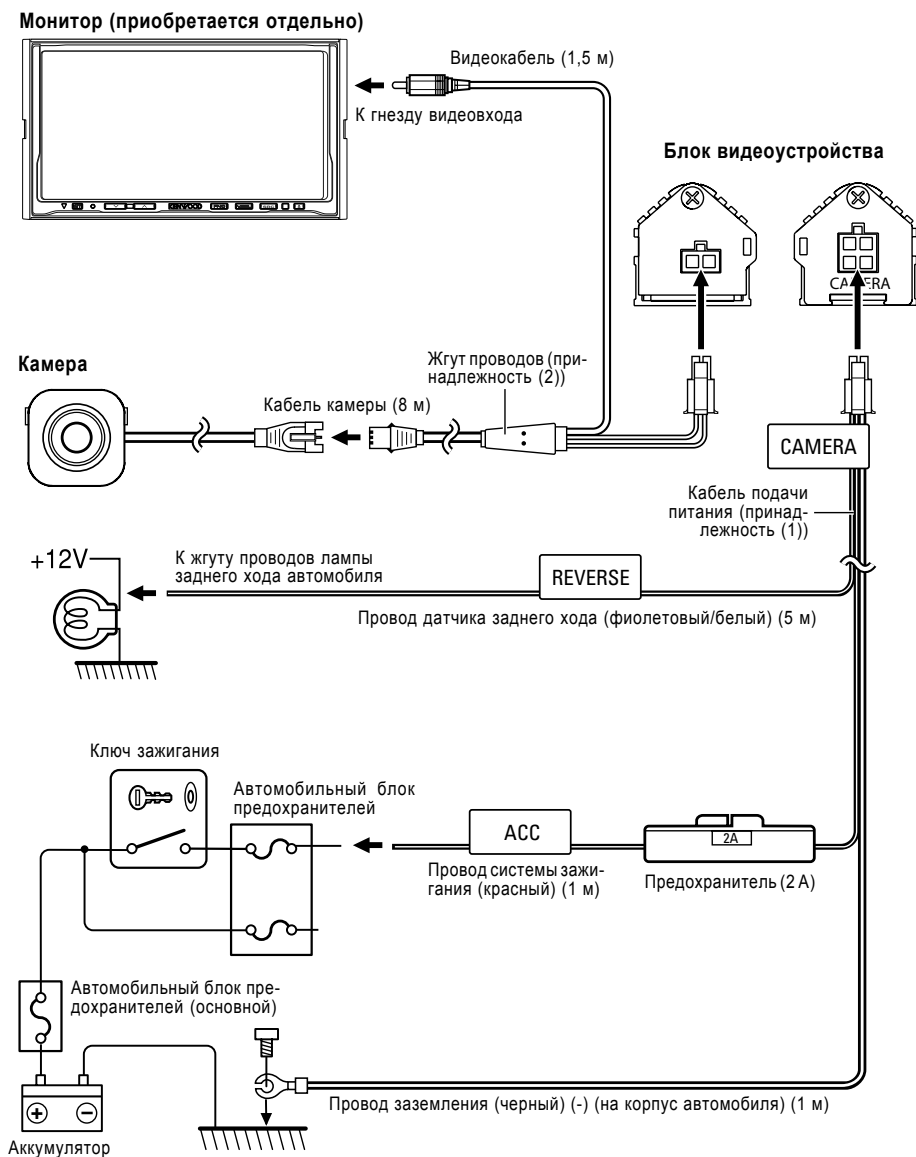 Монитор (приобретается отдельно)
Видеокабель (1,5 м)
К гнезду видеовхода
KENWOOD
Блок видеоустройства
CAMERA
Камера
Жгут проводов (при-
надлежность (2))
Кабель камеры (8 м)
CAMERA
Кабель подачи
питания (принад-
лежность (1))
+12V
К жгуту проводов лампы
заднего хода автомобиля
REVERSE
Провод датчика заднего хода (фиолетовый/белый) (5 м)
Ключ зажигания
Автомобильный блок
предохранителей
ACC
2A
Провод системы зажи-
гания (красный) (1 м)
Предохранитель (2 А)
Автомобильный блок пре-
дохранителей (основной)
Провод заземления (черный) (-) (на корпус автомобиля) (1 м)
Аккумулятор